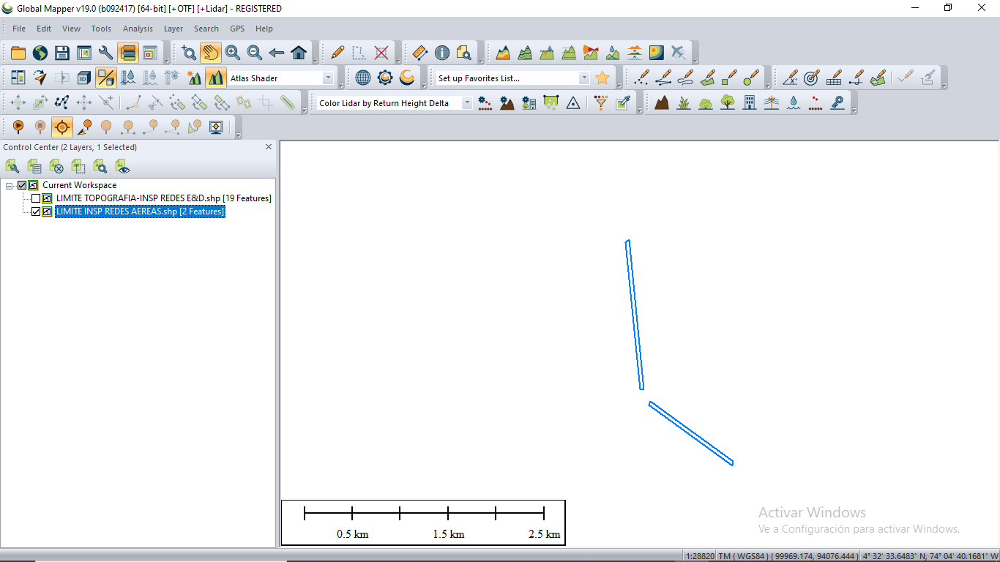 Global Mapper v19.0 (b092417) [64-bit] [+OTF] [+Lidar] - REGISTERED
File Edit View Tools Analysis Layer Search GPS Help
Atlas Shader
Set up Favorites List...
Color Lidar by Return Height Delta
Control Center (2 Layers, 1 Selected)
Current Workspace
LIMITE TOPOGRAFIA-INSP REDES E&D.shp [19 Features]
LIMITE INSP REDES AEREAS.shp [2 Features]
0.5 km 1.5 km 2.5 km
Activar Windows
Ve a Configuración para activar Windows.
1:28820 TM ( WGS84 ) ( 99969.174, 94076.444 ) 4° 32' 33.6483" N, 74° 04' 40.1681" W